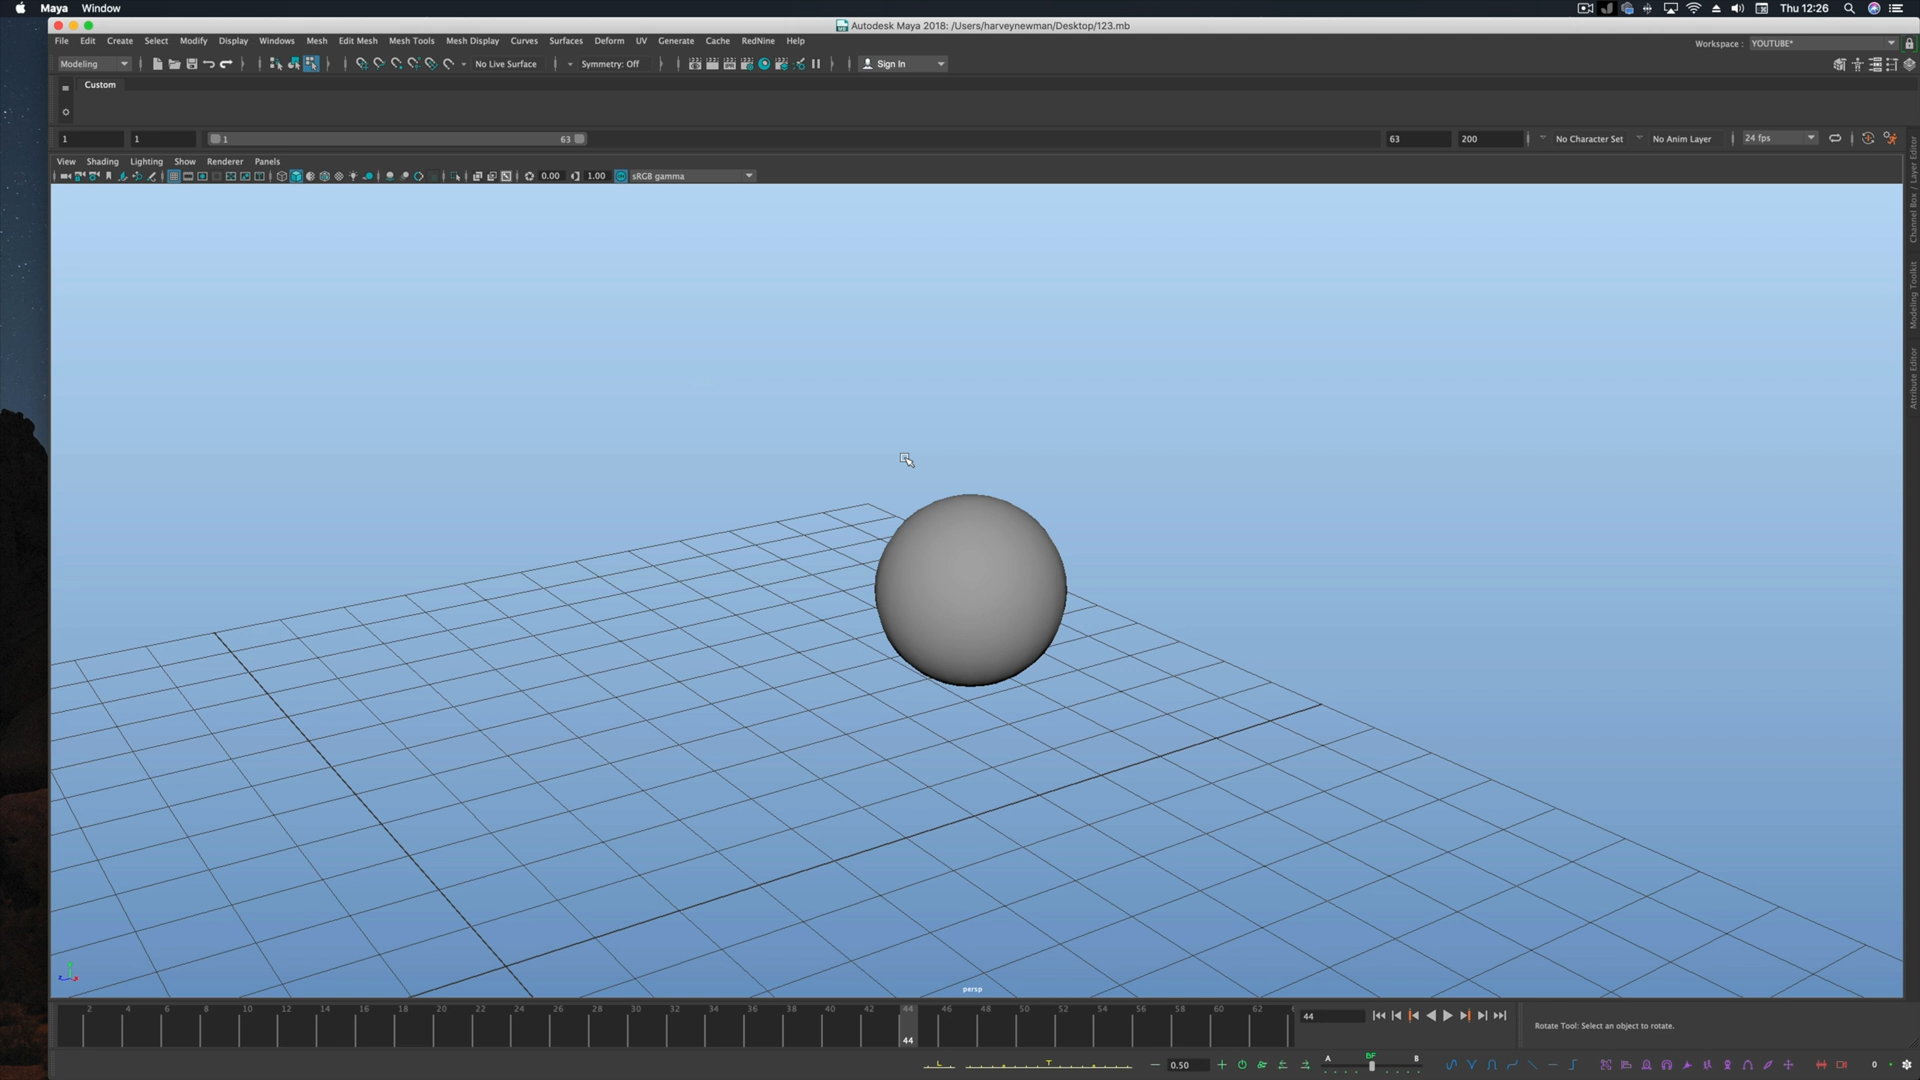 Maya Window Thu 12:26
Autodesk Maya 2018: /Users/harveynewman/Desktop/123.mb
File Edit Create Select Modify Display Windows Mesh Edit Mesh Mesh Tools Mesh Display Curves Surfaces Deform UV Generate Cache RedNine Help Workspace : YOUTUBE*
Modeling No Live Surface Symmetry: Off Sign In
Custom
1 1 1 63 63 200 No Character Set No Anim Layer 24 fps
View Shading Lighting Show Renderer Panels
0.00 1.00 sRGB gamma
Channel Box / Layer Editor
Modeling Toolkit
Attribute Editor
persp
2 4 6 8 10 12 14 16 18 20 22 24 26 28 30 32 34 36 38 40 42 44 46 48 50 52 54 56 58 60 62
44
44
Rotate Tool: Select an object to rotate.
L T 0.50 A BF B 0